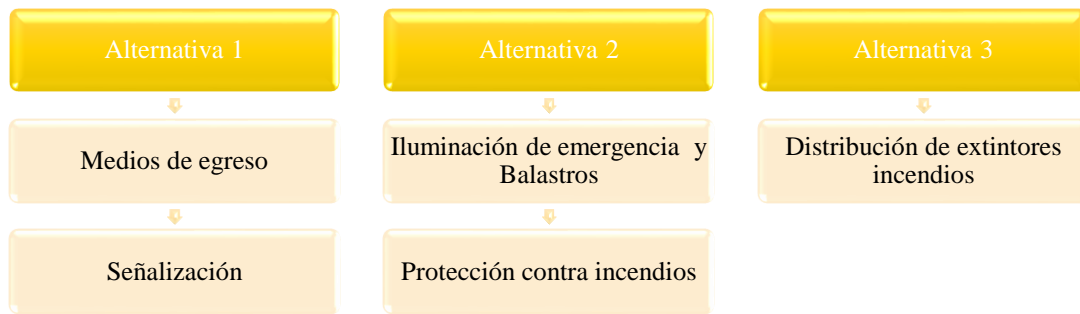 Alternativa 1
Medios de egreso
Señalización
Alternativa 2
Iluminación de emergencia y
Balastros
Protección contra incendios
Alternativa 3
Distribución de extintores
incendios